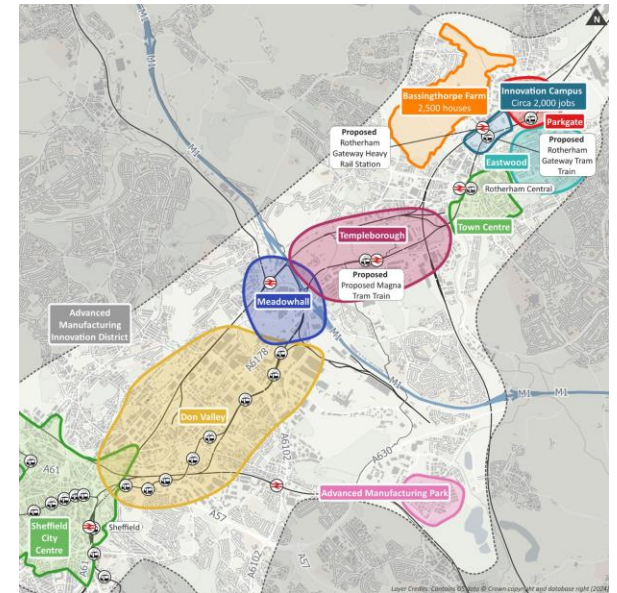 N
M1
Bassingthorpe Farm
2,500 houses
Innovation Campus
Circa 2,000 jobs
Parkgate
Proposed
Rotherham
Gateway Heavy
Rail Station
Eastwood
Proposed
Rotherham
Gateway Tram
Train
M1
Rotherham Central
Town Centre
Templeborough
Proposed
Proposed Magna
Tram Train
Meadowhall
Advanced
Manufacturing
Innovation District
A6178
M1
M1
Don Valley
A6102
A630
A61
Advanced Manufacturing Park
Sheffield
City
Centre
Sheffield
A57
A61
A6102
A57
Layer Credits: Contains OS data © Crown copyright and database right (2024)